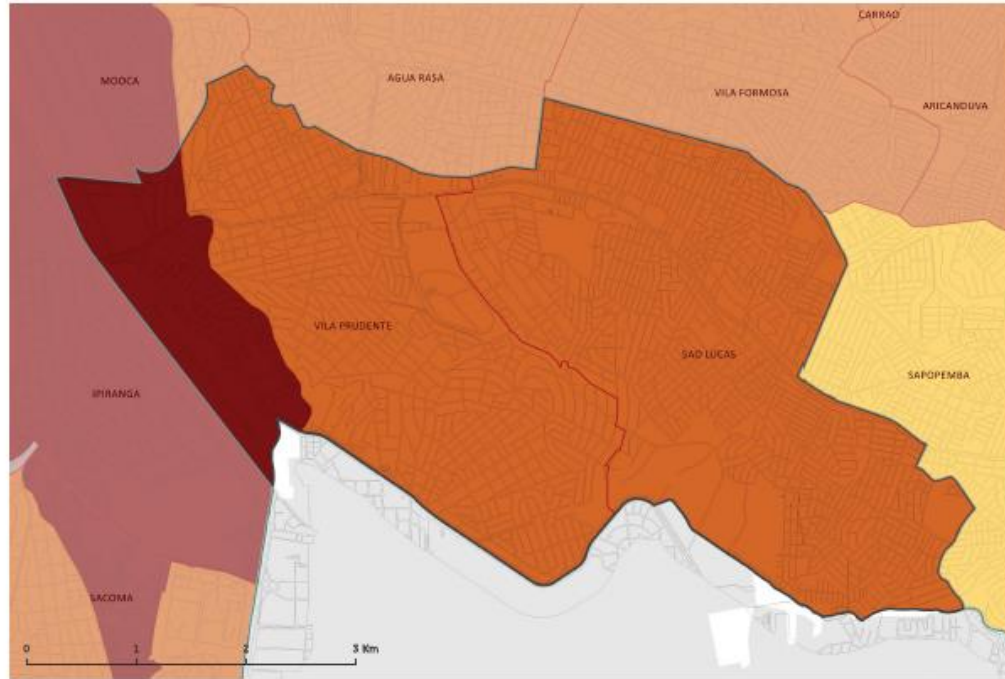 CARRAO
MOOCA
AGUA RASA
VILA FORMOSA
ARICANDUVA
VILA PRUDENTE
SAO LUCAS
SAPOPEMBA
IPIRANGA
SACOMA
0 1 2 3 Km